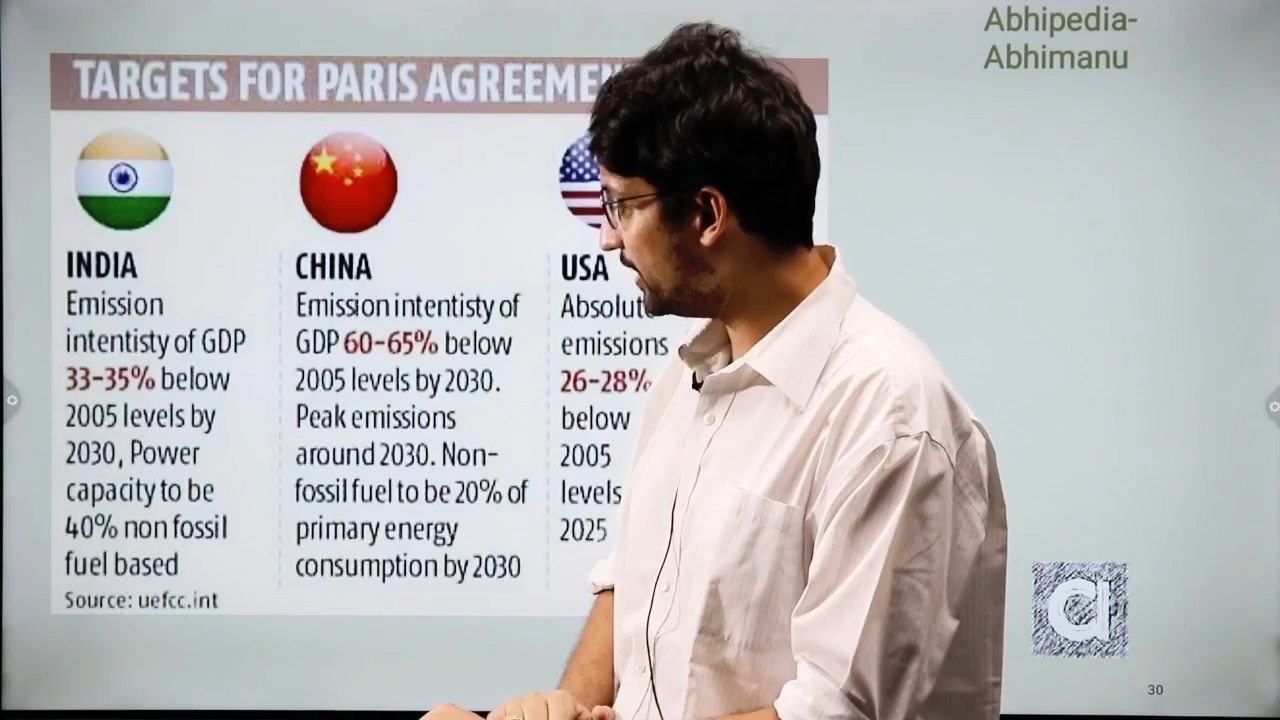 Abhipedia-
Abhimanu
TARGETS FOR PARIS
INDIA
Emission
intentisty of GDP
33-35% below
2005 levels by
2030, Power
capacity to be
40% non fossil
fuel based
Source: uefcc.int
CHINA
Emission intentisty of
GDP 60-65% below
2005 levels by 2030.
Peak emissions
around 2030. Non-
fossil fuel to be 20% of
primary energy
consumption by 2030
USA
emissions
26-28%
below
2005
levels
2025
a
30